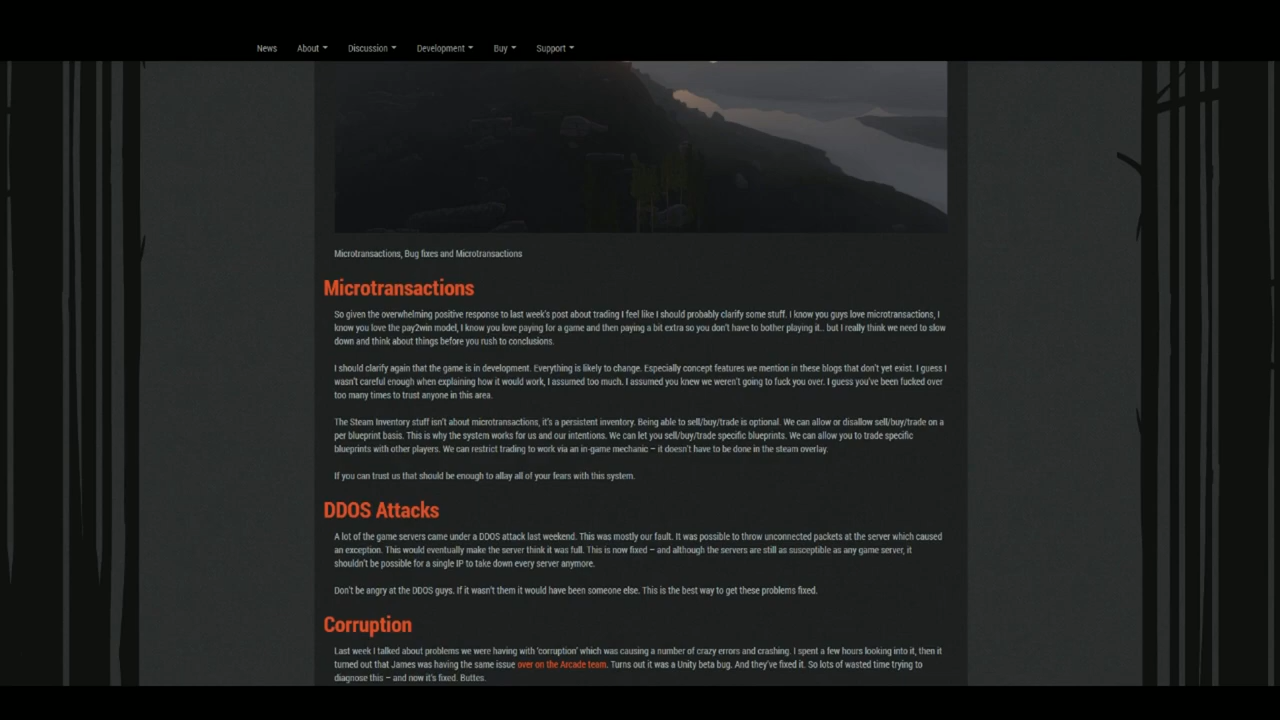 News About Discussion Development Buy Support
Microtransactions, Bug fixes and Microtransactions
Microtransactions
So given the overwhelming positive response to last week's post about trading I feel like I should probably clarify some stuff. I know you guys love microtransactions, I
know you love the pay2win model, I know you love paying for a game and then paying a bit extra so you don't have to bother playing it.. but I really think we need to slow
down and think about things before you rush to conclusions.
I should clarify again that the game is in development. Everything is likely to change. Especially concept features we mention in these blogs that don't yet exist. I guess I
wasn't careful enough when explaining how it would work, I assumed too much. I assumed you knew we weren't going to fuck you over. I guess you've been fucked over
too many times to trust anyone in this area.
The Steam Inventory stuff isn't about microtransactions, it's a persistent inventory. Being able to sell/buy/trade is optional. We can allow or disallow sell/buy/trade on a
per blueprint basis. This is why the system works for us and our intentions. We can let you sell/buy/trade specific blueprints. We can allow you to trade specific
blueprints with other players. We can restrict trading to work via an in-game mechanic – it doesn't have to be done in the steam overlay.
If you can trust us that should be enough to allay all of your fears with this system.
DDOS Attacks
A lot of the game servers came under a DDOS attack last weekend. This was mostly our fault. It was possible to throw unconnected packets at the server which caused
an exception. This would eventually make the server think it was full. This is now fixed – and although the servers are still as susceptible as any game server, it
shouldn't be possible for a single IP to take down every server anymore.
Don't be angry at the DDOS guys. If it wasn't them it would have been someone else. This is the best way to get these problems fixed.
Corruption
Last week I talked about problems we were having with 'corruption' which was causing a number of crazy errors and crashing. I spent a few hours looking into it, then it
turned out that James was having the same issue over on the Arcade team. Turns out it was a Unity beta bug. And they've fixed it. So lots of wasted time trying to
diagnose this – and now it's fixed. Buttes.